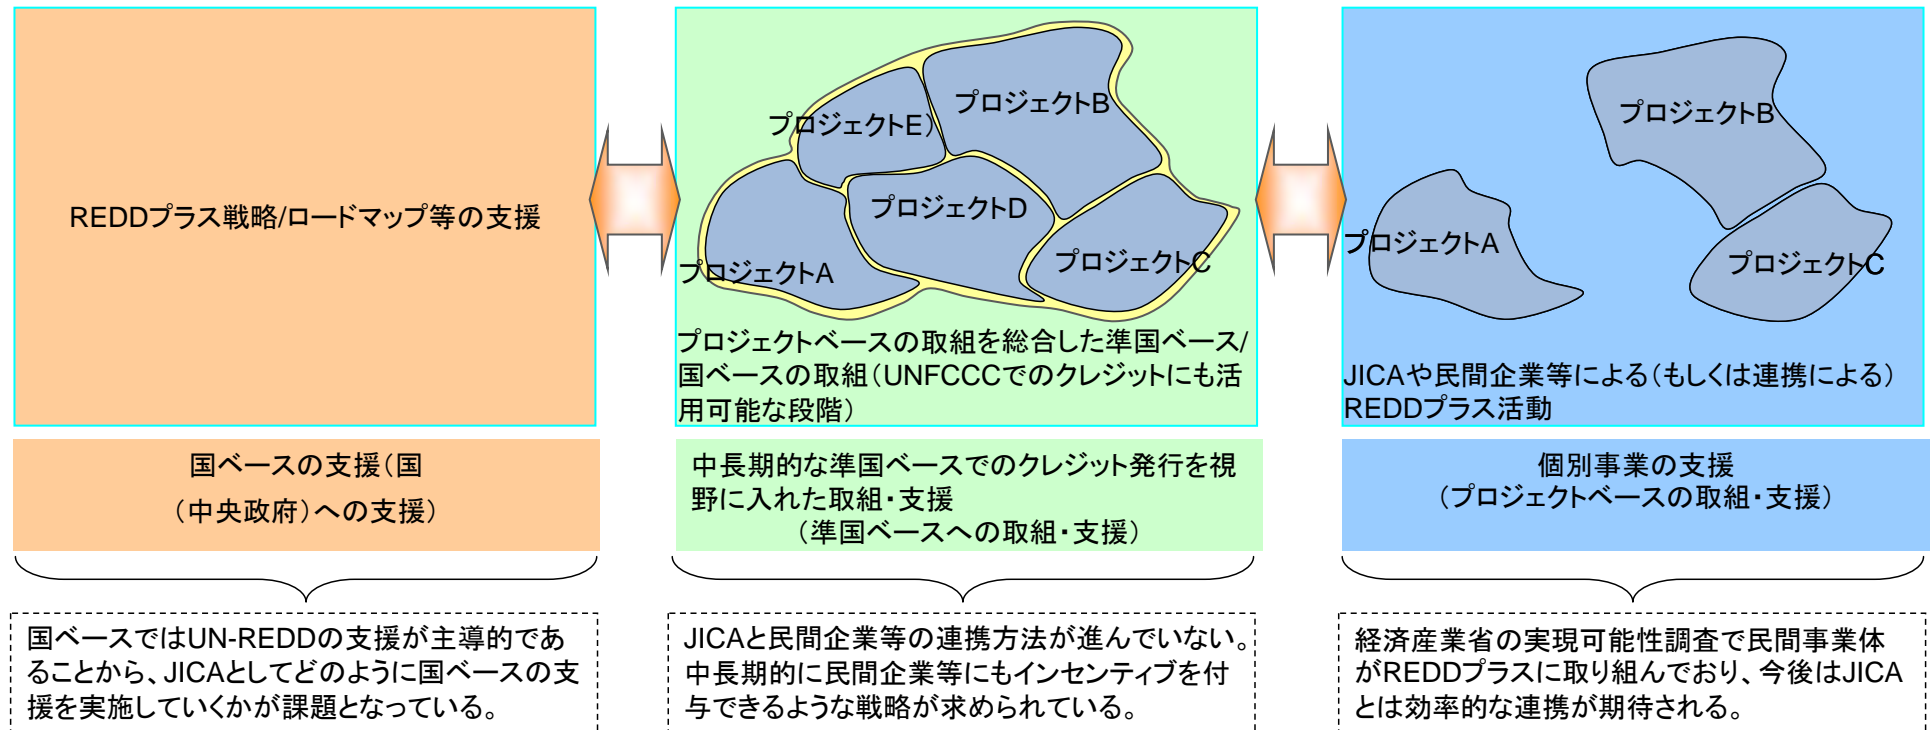 REDDプラス戦略/ロードマップ等の支援
国ベースの支援(国
(中央政府)への支援)
国ベースではUN-REDDの支援が主導的であ
ることから、JICAとしてどのように国ベースの支
援を実施していくかが課題となっている。
プロジェクトB
プロジェクトE)
プロジェクトD
プロジェクトA
プロジェクトC
プロジェクトベースの取組を総合した準国ベース/
国ベースの取組(UNFCCCでのクレジットにも活
用可能な段階)
中長期的な準国ベースでのクレジット発行を視
野に入れた取組・支援
(準国ベースへの取組・支援)
JICAと民間企業等の連携方法が進んでいない。
中長期的に民間企業等にもインセンティブを付
与できるような戦略が求められている。
プロジェクトB
プロジェクトA
プロジェクトC
JICAや民間企業等による(もしくは連携による)
REDDプラス活動
個別事業の支援
(プロジェクトベースの取組・支援)
経済産業省の実現可能性調査で民間事業体
がREDDプラスに取り組んでおり、今後はJICA
とは効率的な連携が期待される。